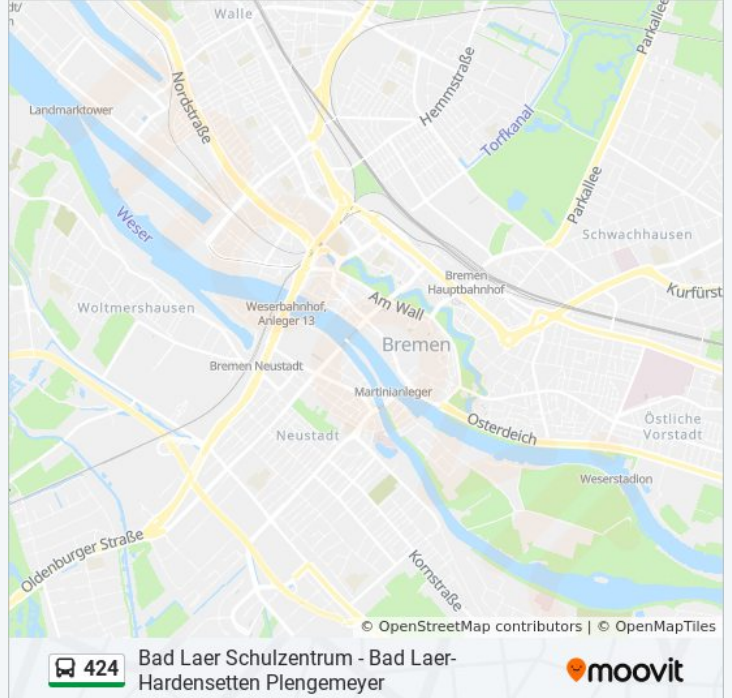 dt/
Walle
Parkallee
Nordstraße
Hemmstraße
Landmarktower
Torfkanal
Parkallee
Weser
Schwachhausen
Bremen
Hauptbahnhof
Kurfürst
Woltmershausen
Weserbahnhof,
Anleger 13
Am Wall
Bremen
Bremen Neustadt
Martinianleger
Neustadt
Osterdeich
Östliche
Vorstadt
Weserstadion
Oldenburger Straße
Kornstraße
© OpenStreetMap contributors | © OpenMapTiles
424
Bad Laer Schulzentrum - Bad Laer-
Hardensetten Plengemeyer
moovit